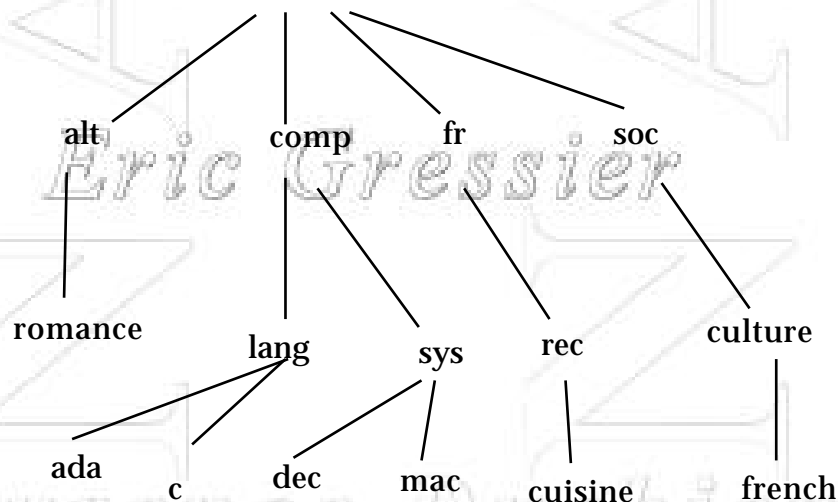 alt comp fr soc
Eric Gressier
romance lang sys rec culture
ada c dec mac cuisine french